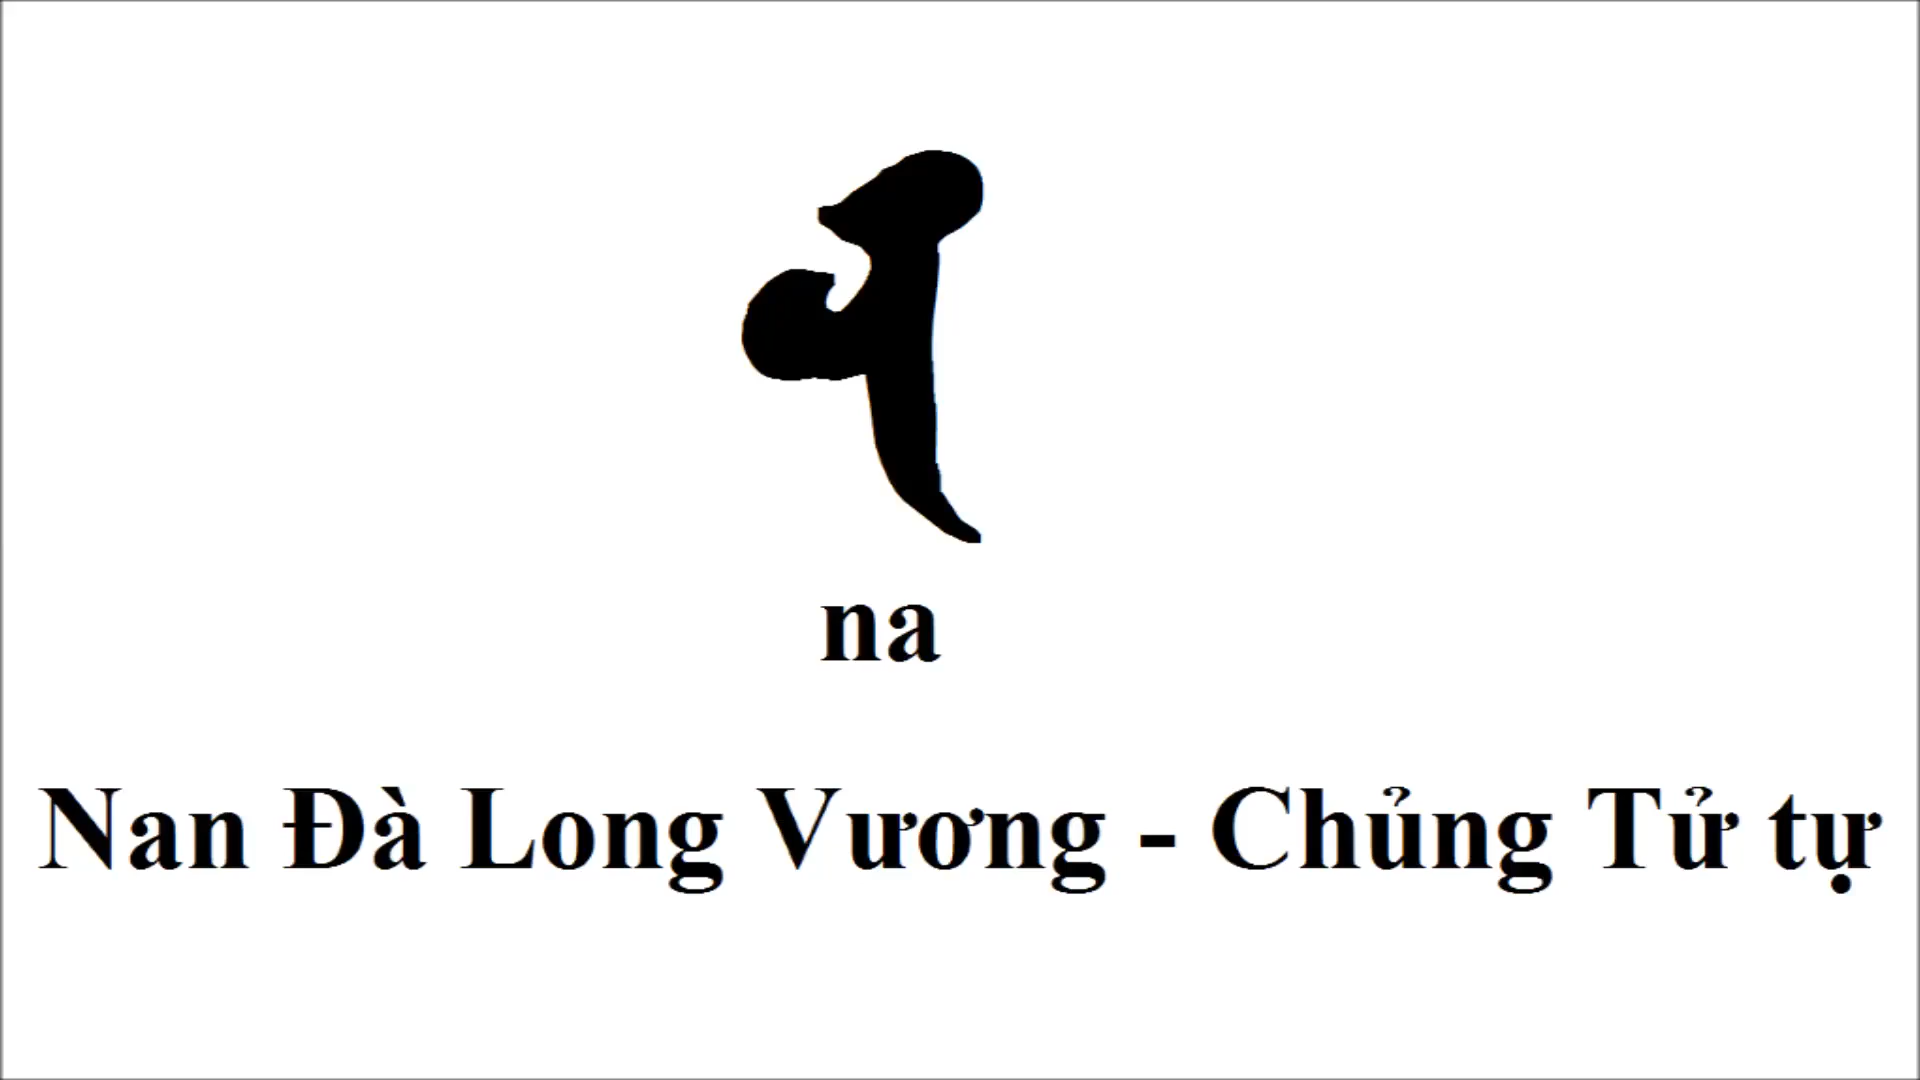 𑖡
na
Nan Đà Long Vương - Chủng Tử tự